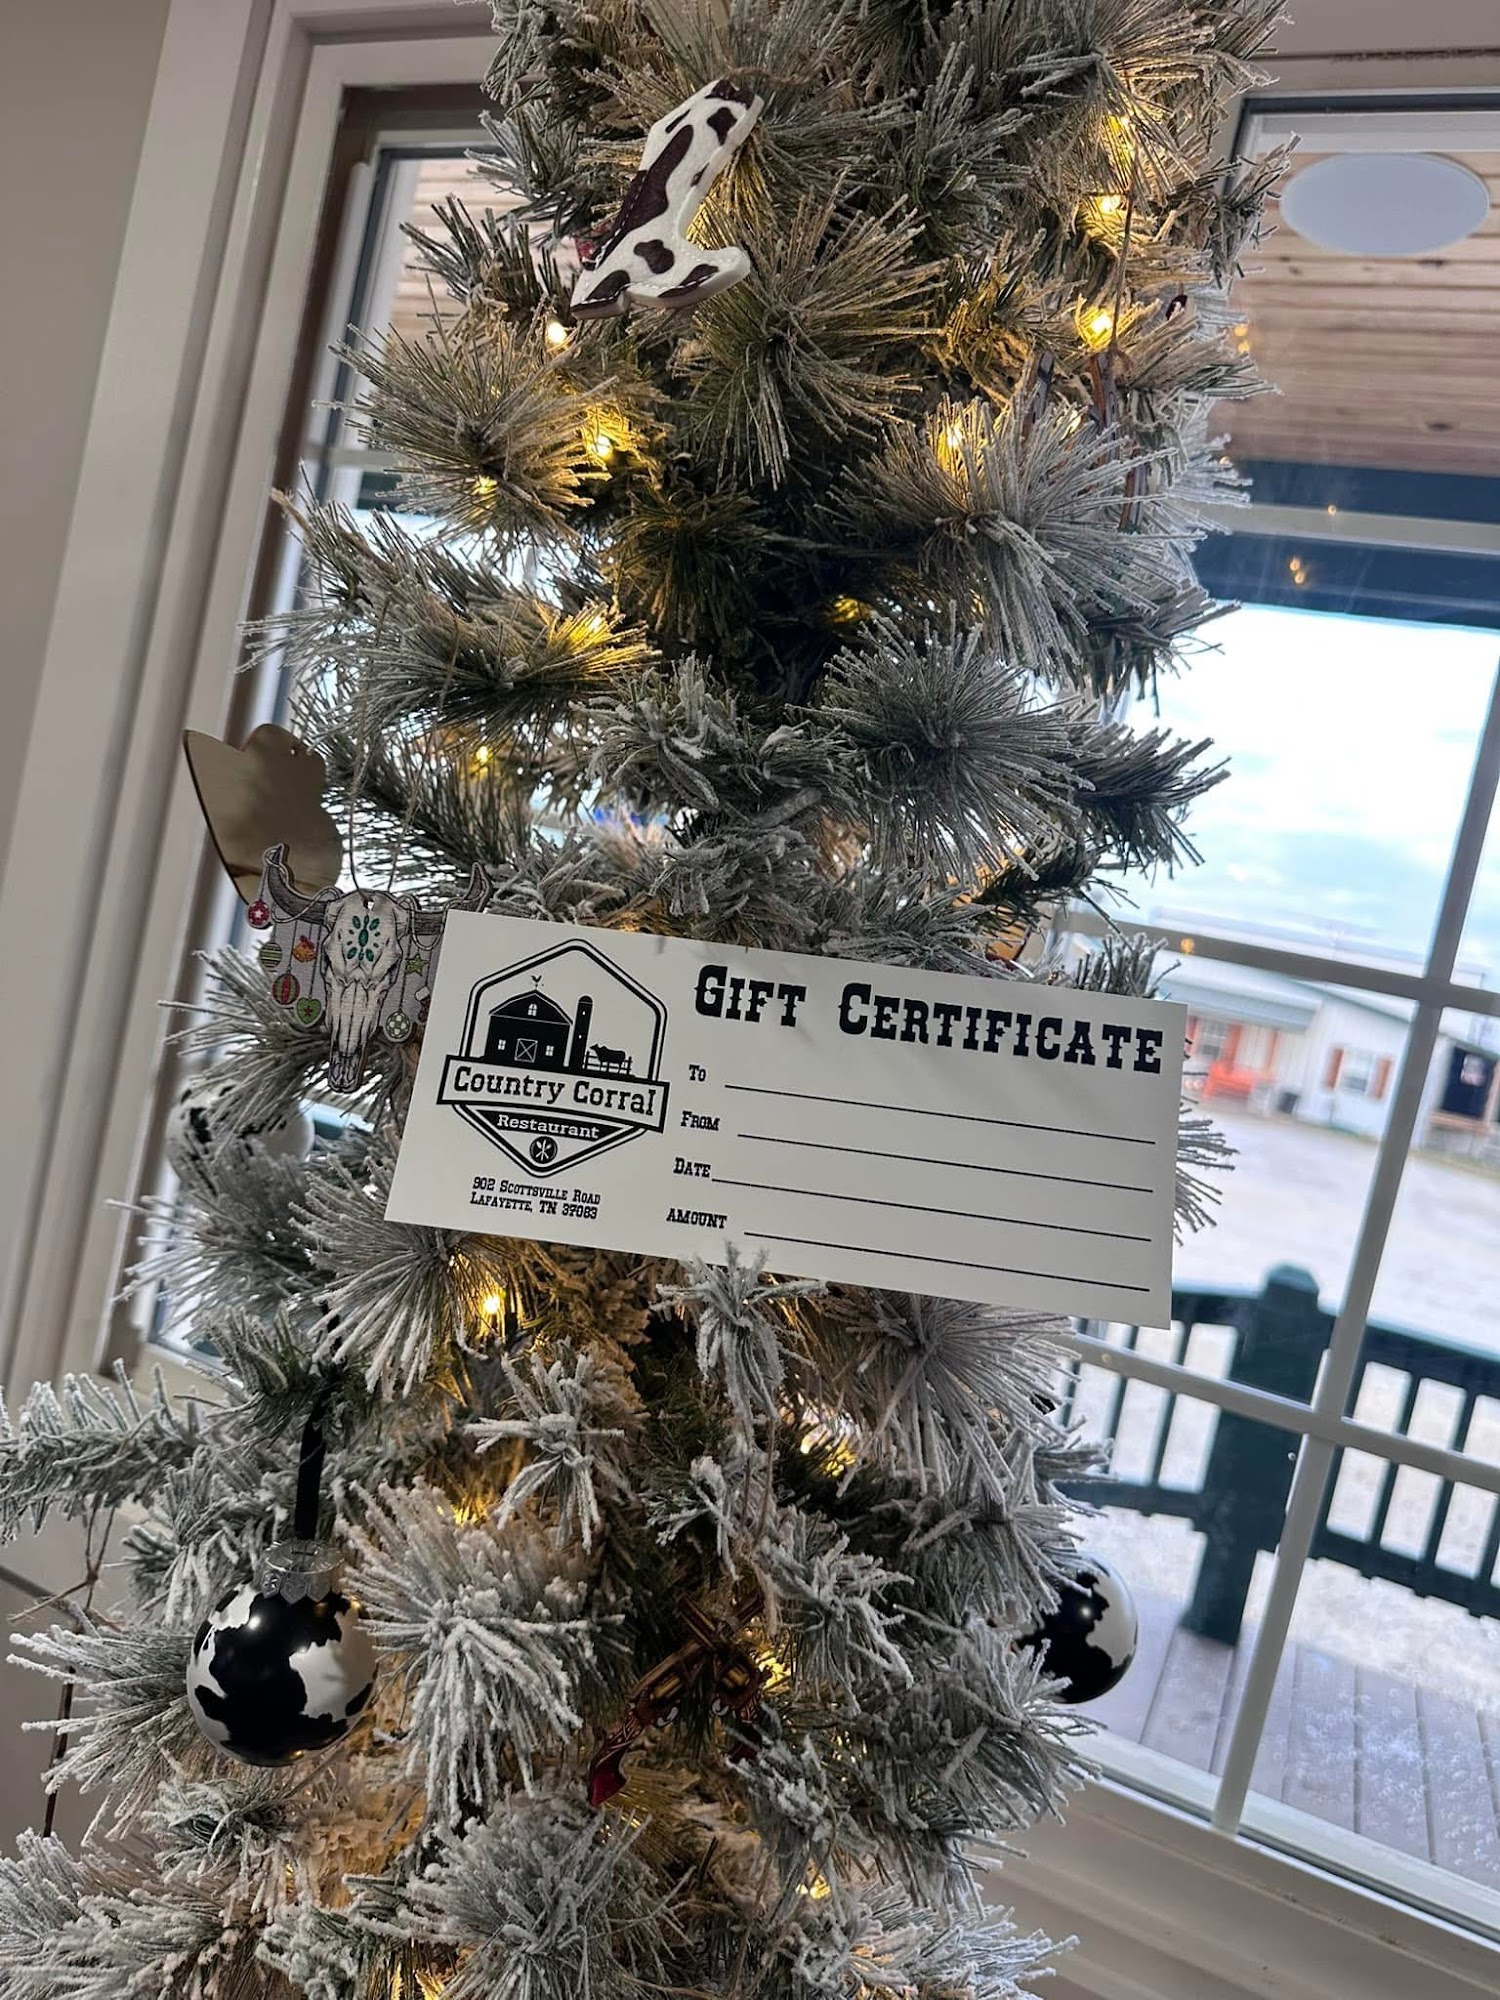 Country Corral
Restaurant
902 Scottsville Road
Lafayette, TN 37083
Gift Certificate
To
From
Date
Amount